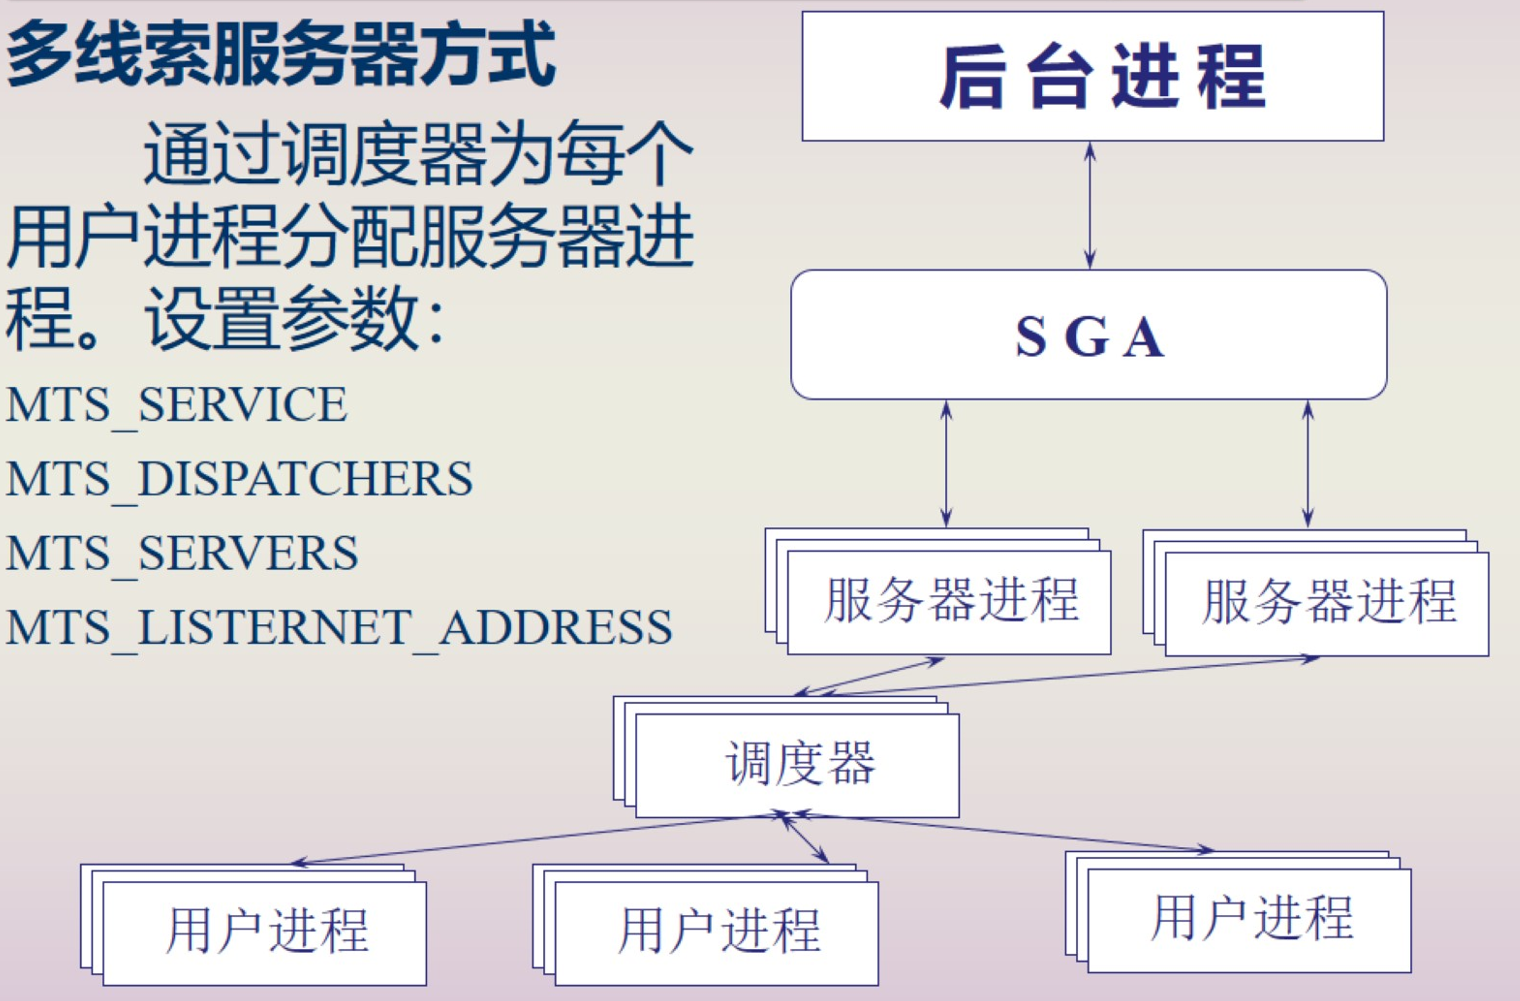 多线索服务器方式
通过调度器为每个
用户进程分配服务器进
程。设置参数：
MTS_SERVICE
MTS_DISPATCHERS
MTS_SERVERS
MTS_LISTERNET_ADDRESS
后台进程
SGA
服务器进程
服务器进程
调度器
用户进程
用户进程
用户进程